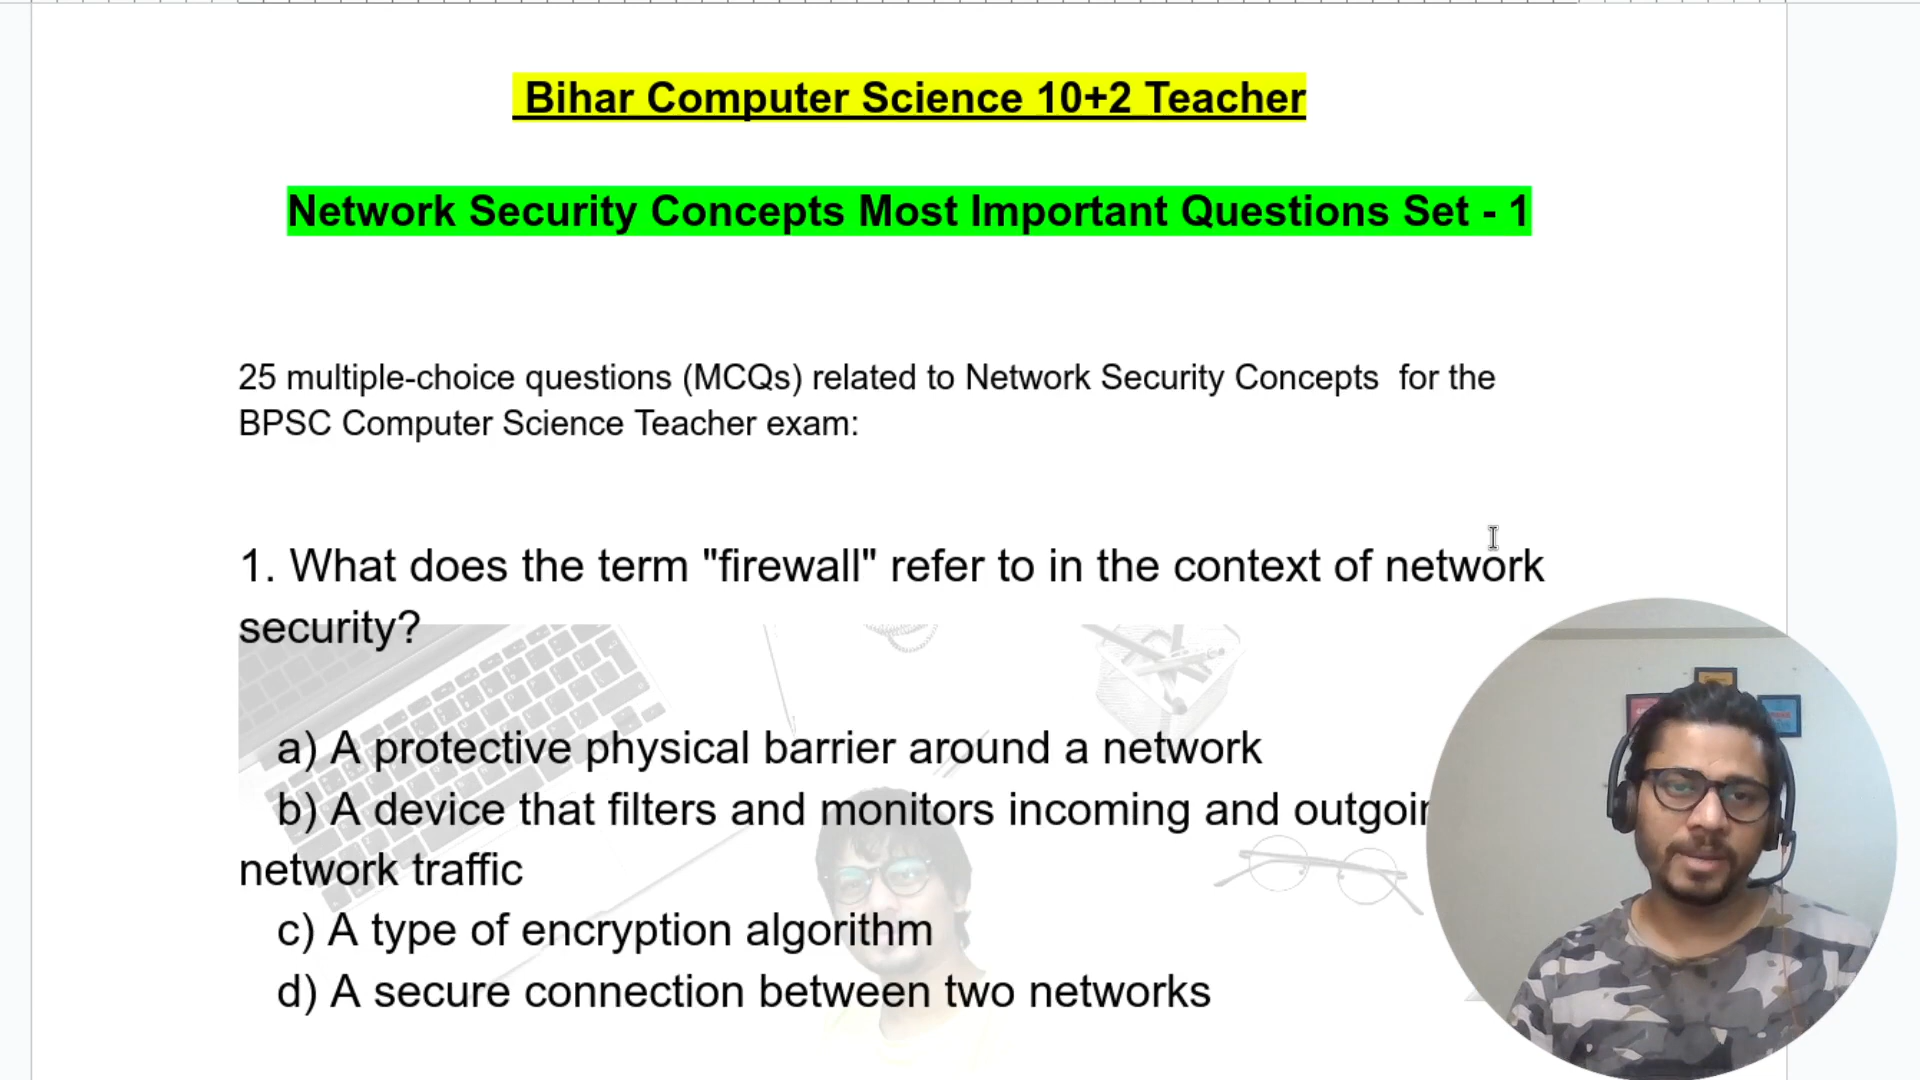 Bihar Computer Science 10+2 Teacher
Network Security Concepts Most Important Questions Set - 1
25 multiple-choice questions (MCQs) related to Network Security Concepts for the
BPSC Computer Science Teacher exam:
1. What does the term "firewall" refer to in the context of network
security?
a) A protective physical barrier around a network
b) A device that filters and monitors incoming and
network traffic
c) A type of encryption algorithm
d) A secure connection between two networks